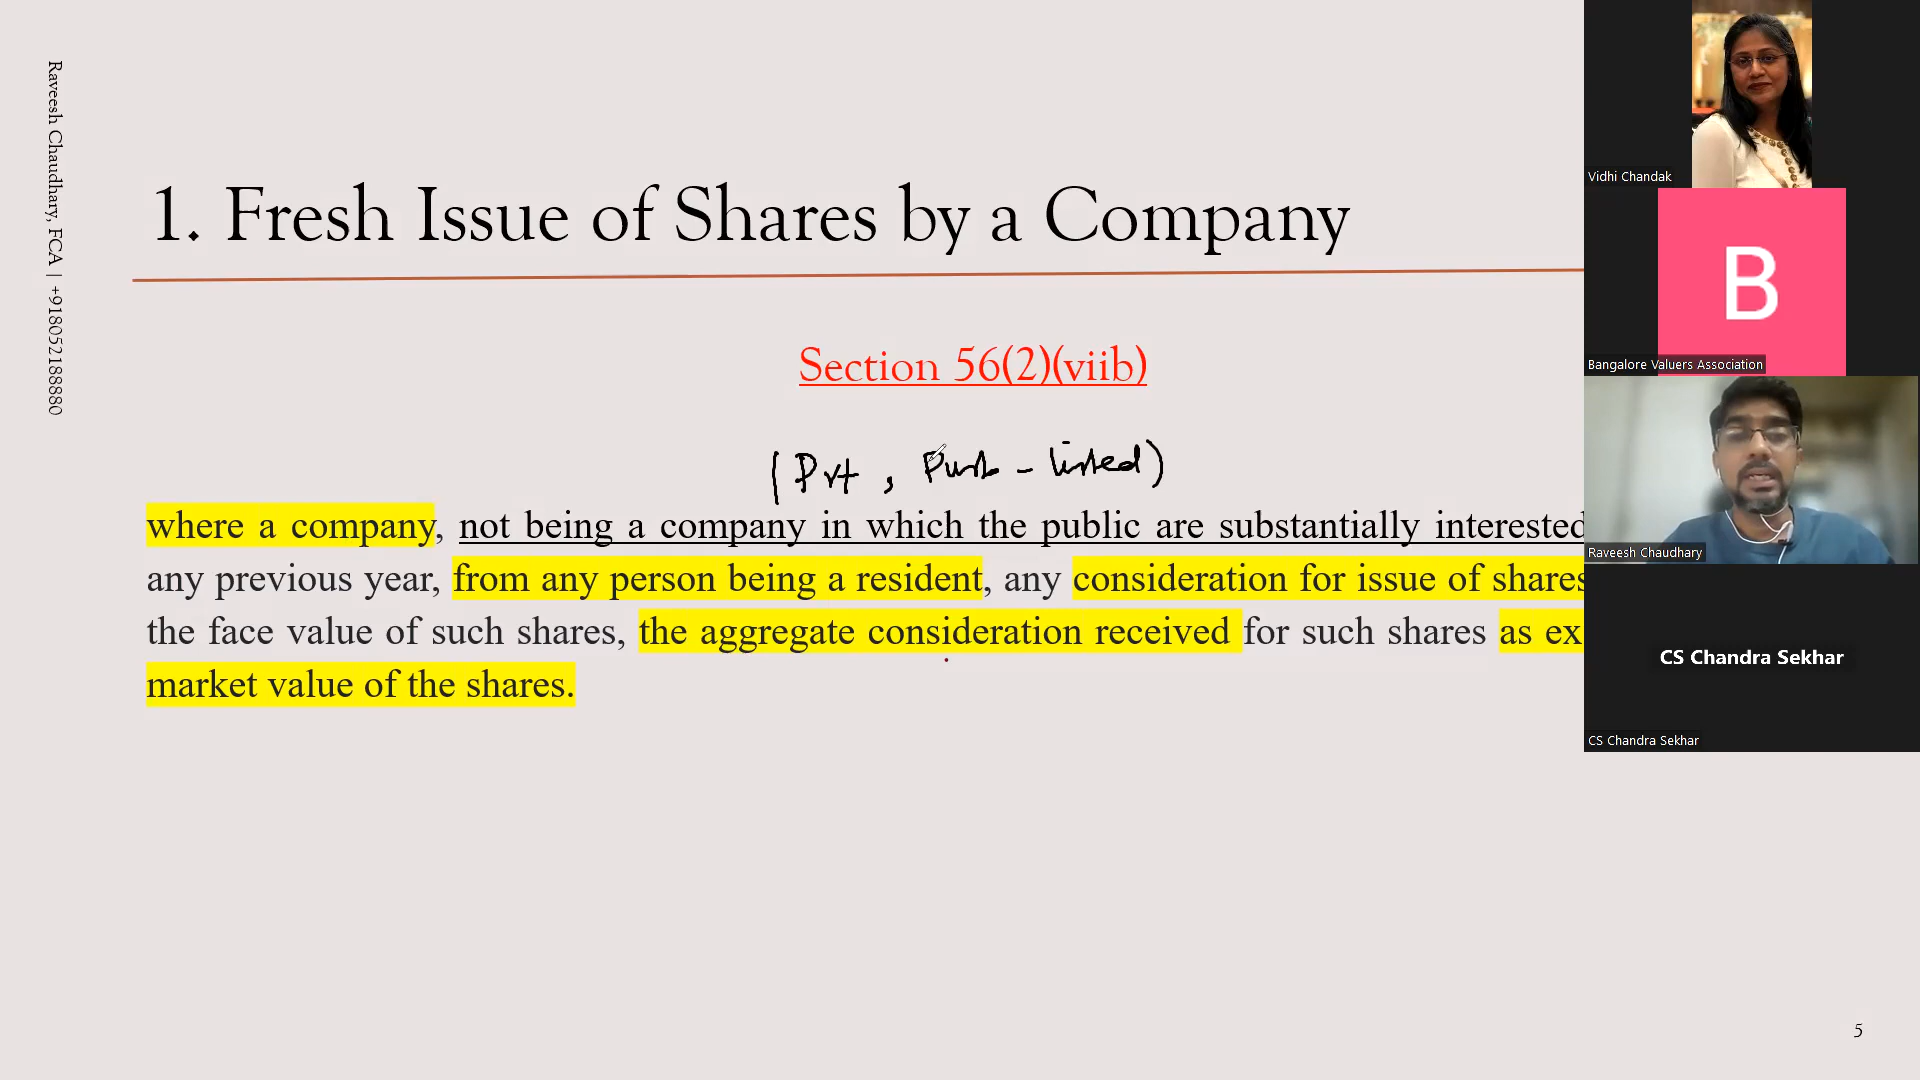 Raveesh Chaudhary, FCA | +918052188880
1. Fresh Issue of Shares by a Company
Section 56(2)(viib)
(Pvt, Pub - listed)
where a company, not being a company in which the public are substantially interested
any previous year, from any person being a resident, any consideration for issue of shares
the face value of such shares, the aggregate consideration received for such shares as ex
market value of the shares.
5
Vidhi Chandak
B
Bangalore Valuers Association
Raveesh Chaudhary
CS Chandra Sekhar
CS Chandra Sekhar